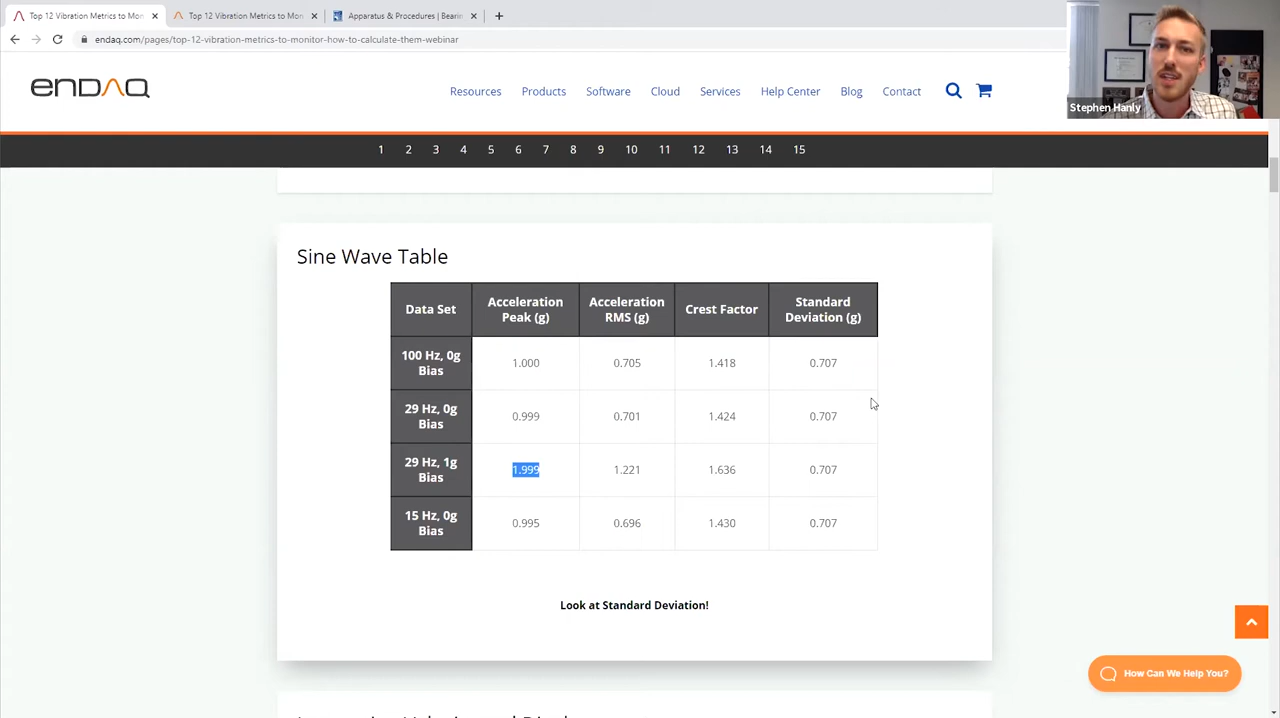 Top 12 Vibration Metrics to Mon
Top 12 Vibration Metrics to Mon
Apparatus & Procedures | Bearin
endaq.com/pages/top-12-vibration-metrics-to-monitor-how-to-calculate-them-webinar
Stephen Hanly
enDAQ
Resources Products Software Cloud Services Help Center Blog Contact
1 2 3 4 5 6 7 8 9 10 11 12 13 14 15
Sine Wave Table
Data Set
Acceleration
Peak (g)
Acceleration
RMS (g)
Crest Factor
Standard
Deviation (g)
100 Hz, 0g
Bias
1.000 0.705 1.418 0.707
29 Hz, 0g
Bias
0.999 0.701 1.424 0.707
29 Hz, 1g
Bias
1.999 1.221 1.636 0.707
15 Hz, 0g
Bias
0.995 0.696 1.430 0.707
Look at Standard Deviation!
How Can We Help You?